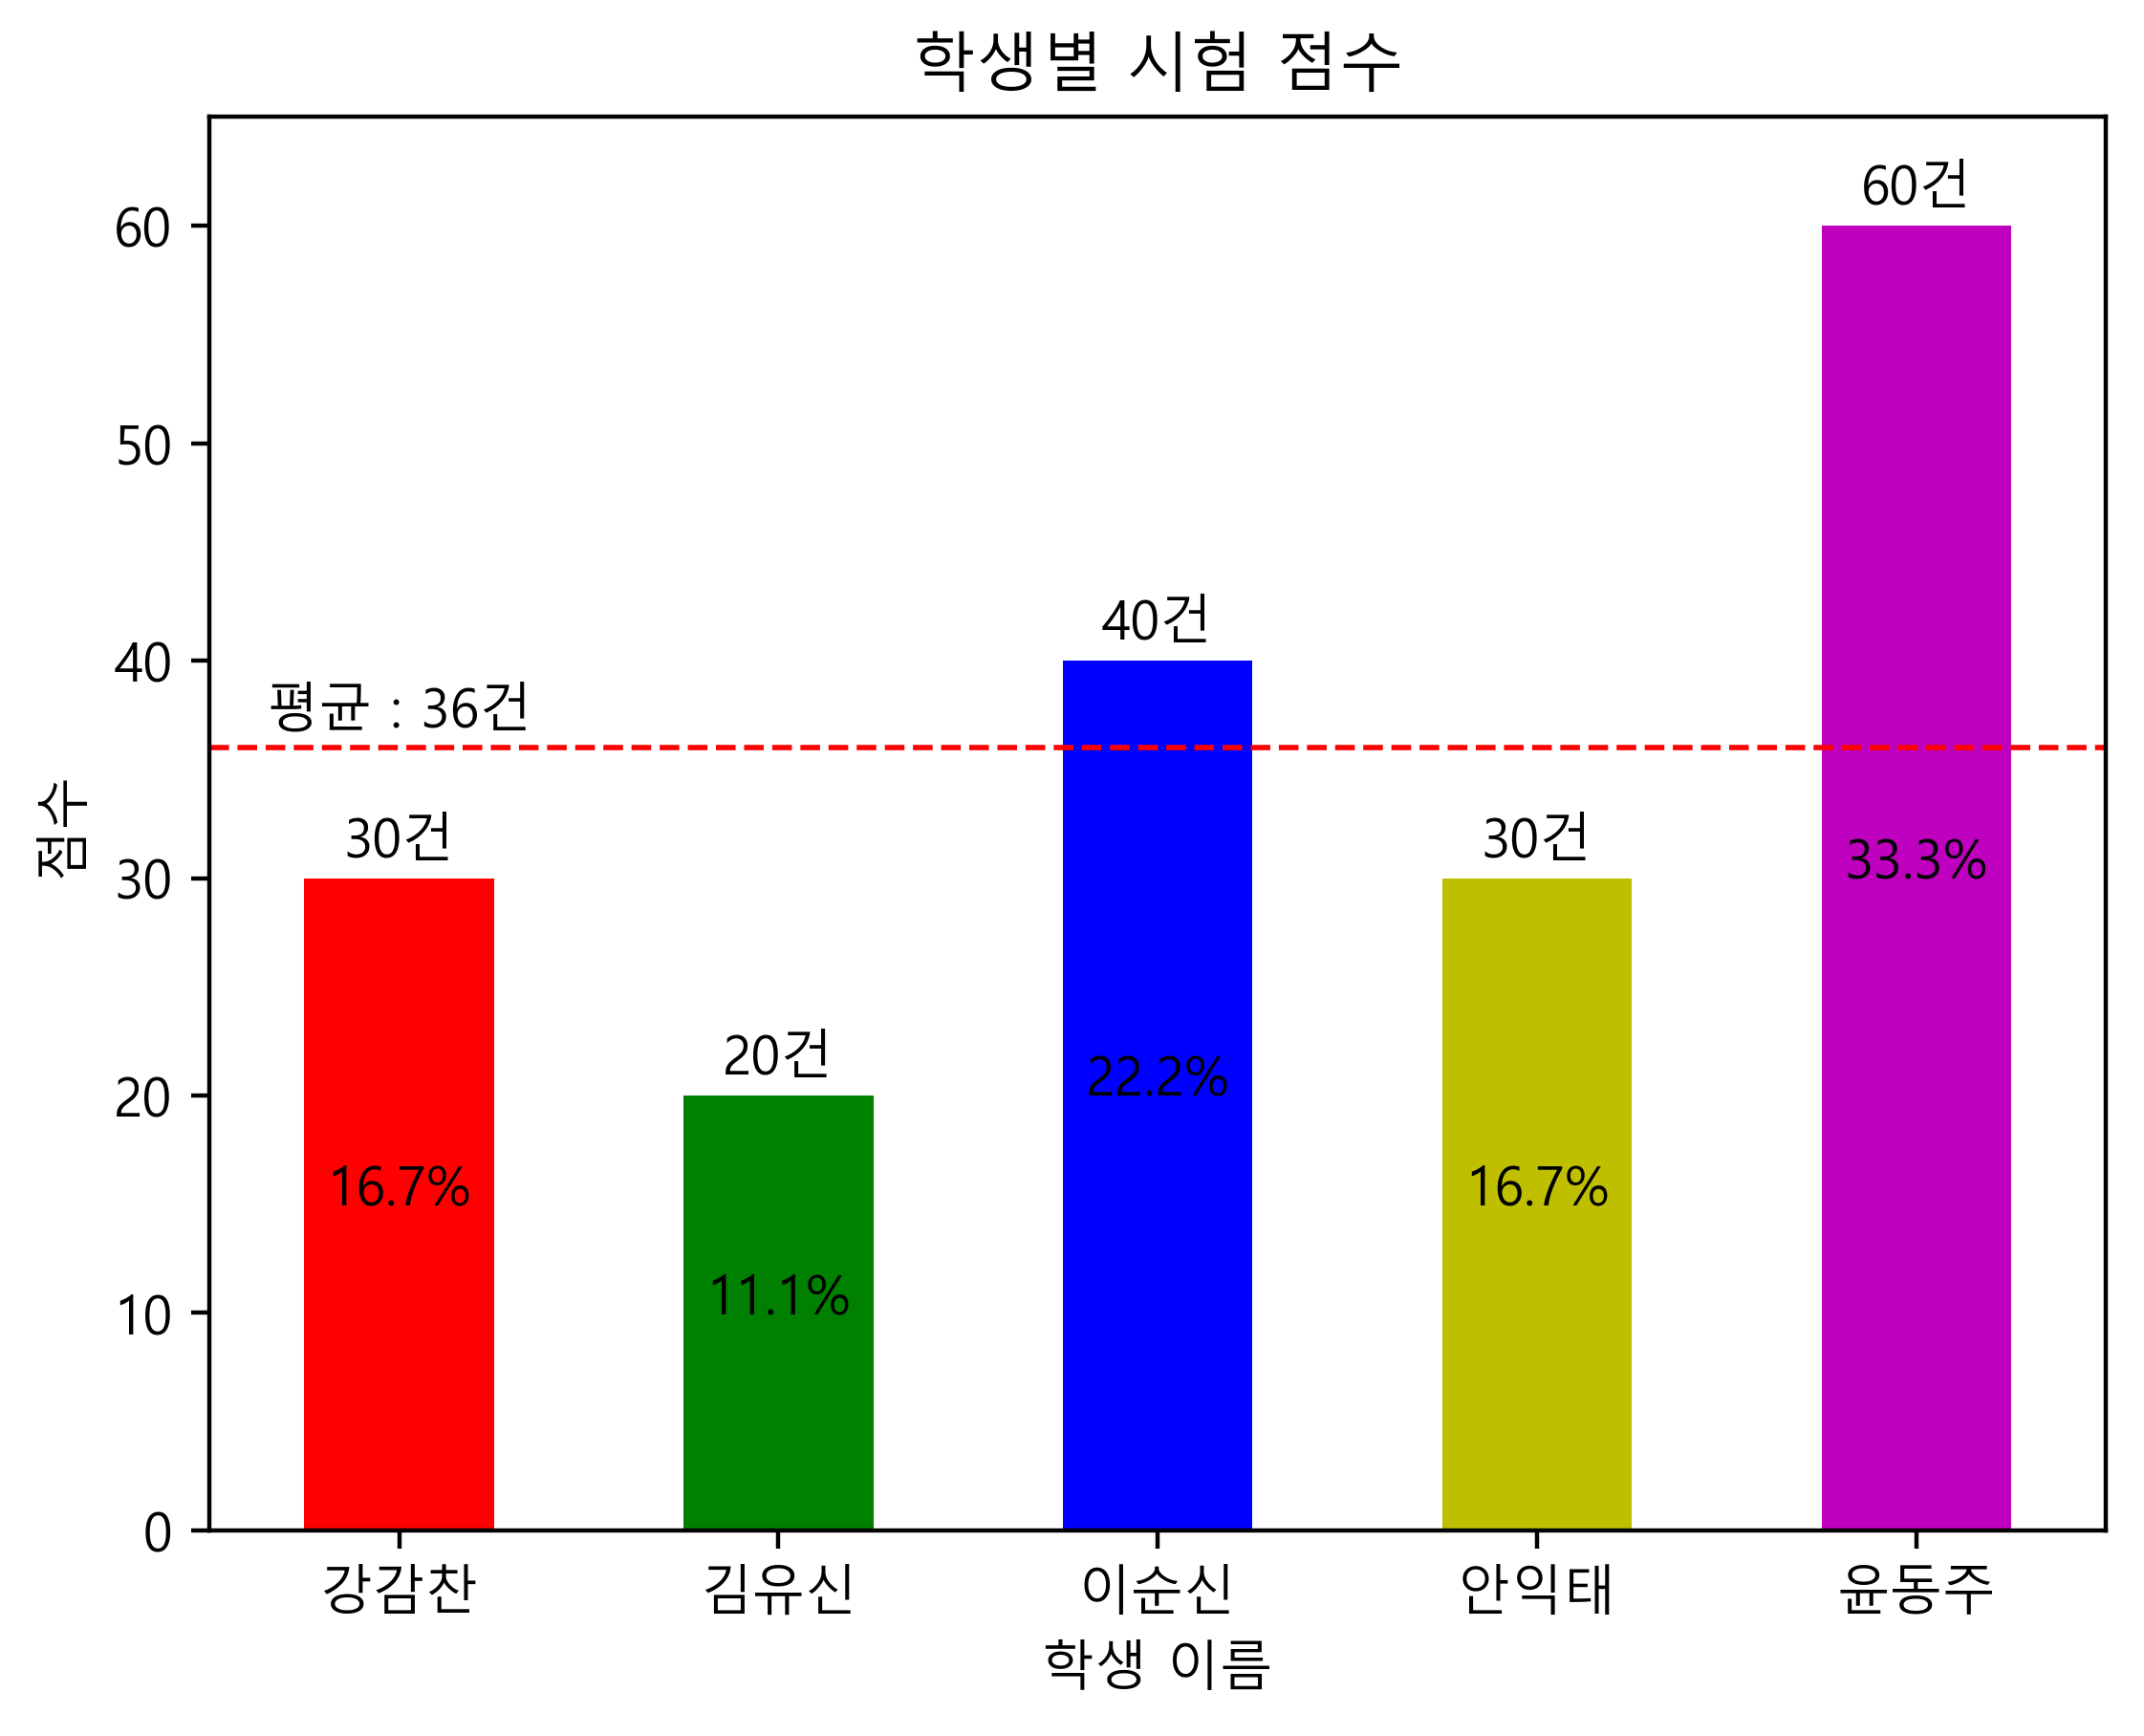 학생별 시험 점수
60건
60
50
40건
40
평균 : 36건
점수
30건
30건
33.3%
30
20건
22.2%
20
16.7%
16.7%
11.1%
10
0
강감찬
김유신
이순신
안익태
윤동주
학생 이름